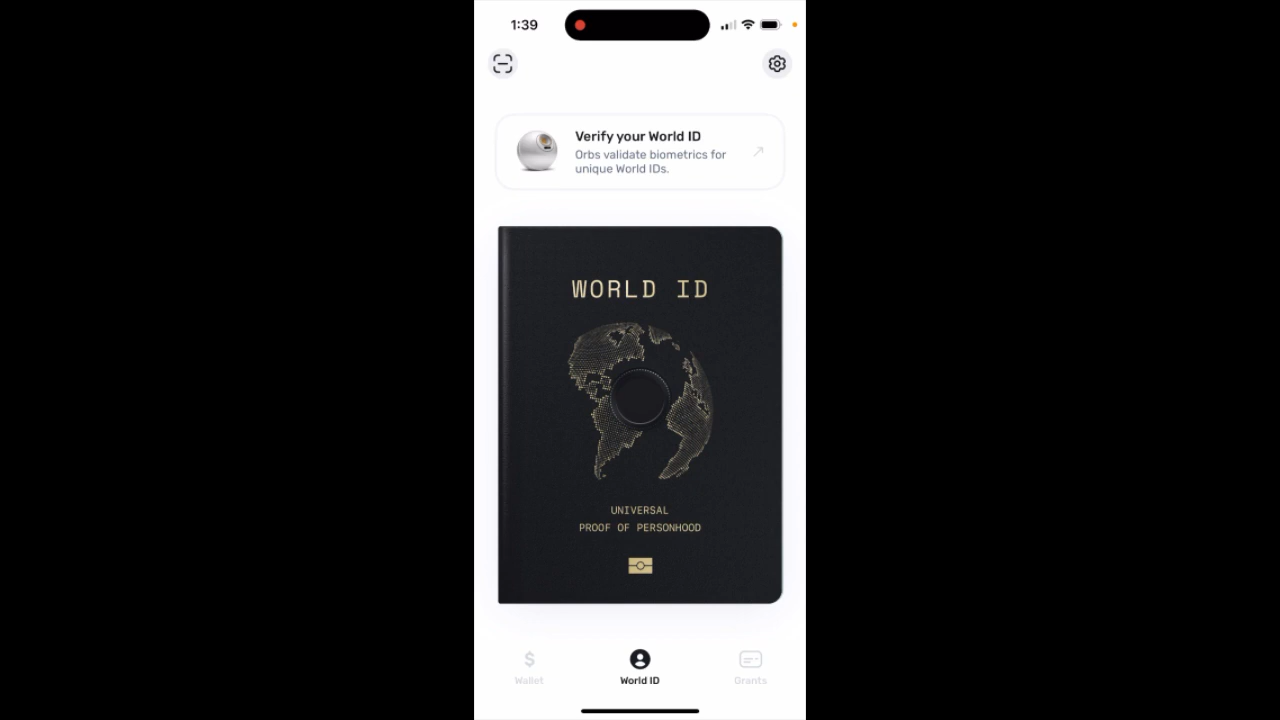 1:39
Verify your World ID
Orbs validate biometrics for
unique World IDs.
WORLD ID
UNIVERSAL
PROOF OF PERSONHOOD
$
Wallet
World ID
Grants